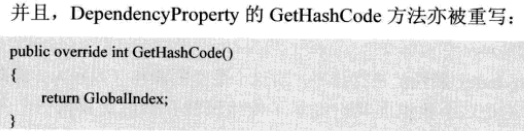 并且，DependencyProperty 的 GetHashCode 方法亦被重写：
public override int GetHashCode()
{
return GlobalIndex;
}